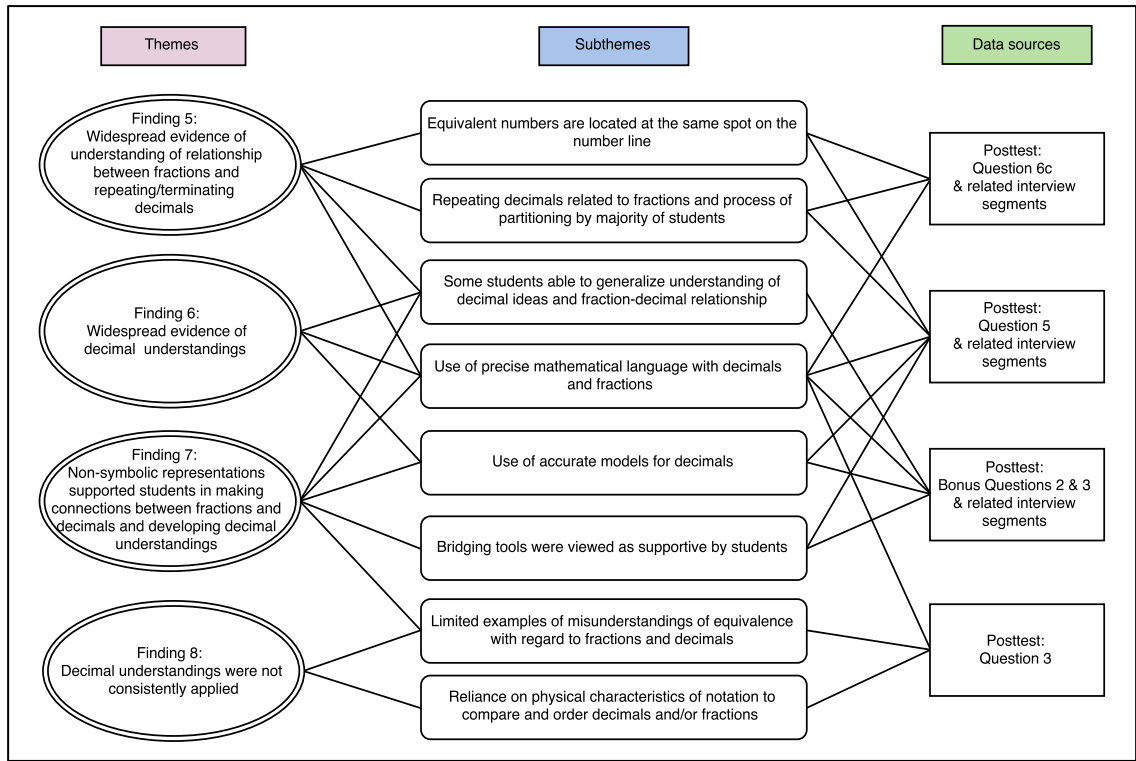 Themes
Subthemes
Data sources
Finding 5:
Widespread evidence of
understanding of relationship
between fractions and
repeating/terminating
decimals
Finding 6:
Widespread evidence of
decimal understandings
Finding 7:
Non-symbolic representations
supported students in making
connections between fractions and
decimals and developing decimal
understandings
Finding 8:
Decimal understandings were not
consistently applied
Equivalent numbers are located at the same spot on the
number line
Repeating decimals related to fractions and process of
partitioning by majority of students
Some students able to generalize understanding of
decimal ideas and fraction-decimal relationship
Use of precise mathematical language with decimals
and fractions
Use of accurate models for decimals
Bridging tools were viewed as supportive by students
Limited examples of misunderstandings of equivalence
with regard to fractions and decimals
Reliance on physical characteristics of notation to
compare and order decimals and/or fractions
Posttest:
Question 6c
& related interview
segments
Posttest:
Question 5
& related interview
segments
Posttest:
Bonus Questions 2 & 3
& related interview
segments
Posttest:
Question 3